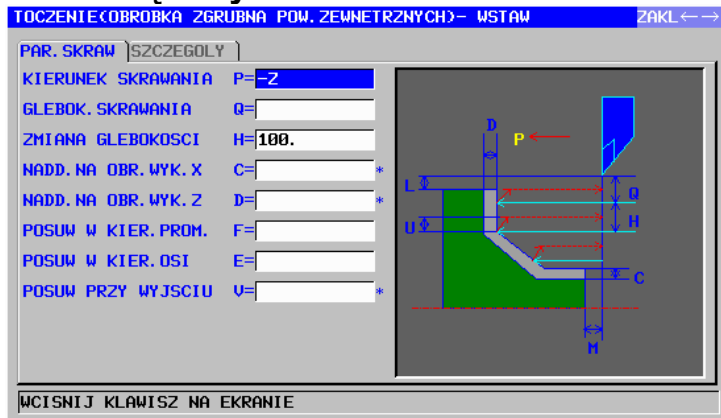 TOCZENIE(OBROBKA ZGRUBNA POW.ZEWNETRZNYCH)- WSTAW ZAKL←→
PAR.SKRAW SZCZEGOLY
KIERUNEK SKRAWANIA P=-Z
GLEBOK.SKRAWANIA Q=
ZMIANA GLEBOKOSCI H=100.
NADD.NA OBR.WYK.X C= *
NADD.NA OBR.WYK.Z D= *
POSUW W KIER.PROM. F=
POSUW W KIER.OSI E=
POSUW PRZY WYJSCIU V= *
D
P
L
Q
U
H
C
M
WCISNIJ KLAWISZ NA EKRANIE